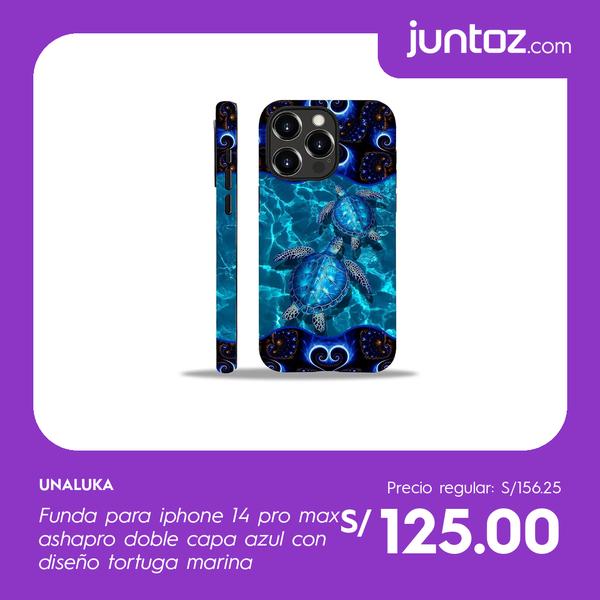 juntoz.com
UNALUKA
Precio regular: S/156.25
Funda para iphone 14 pro max
ashapro doble capa azul con
diseño tortuga marina
S/125.00